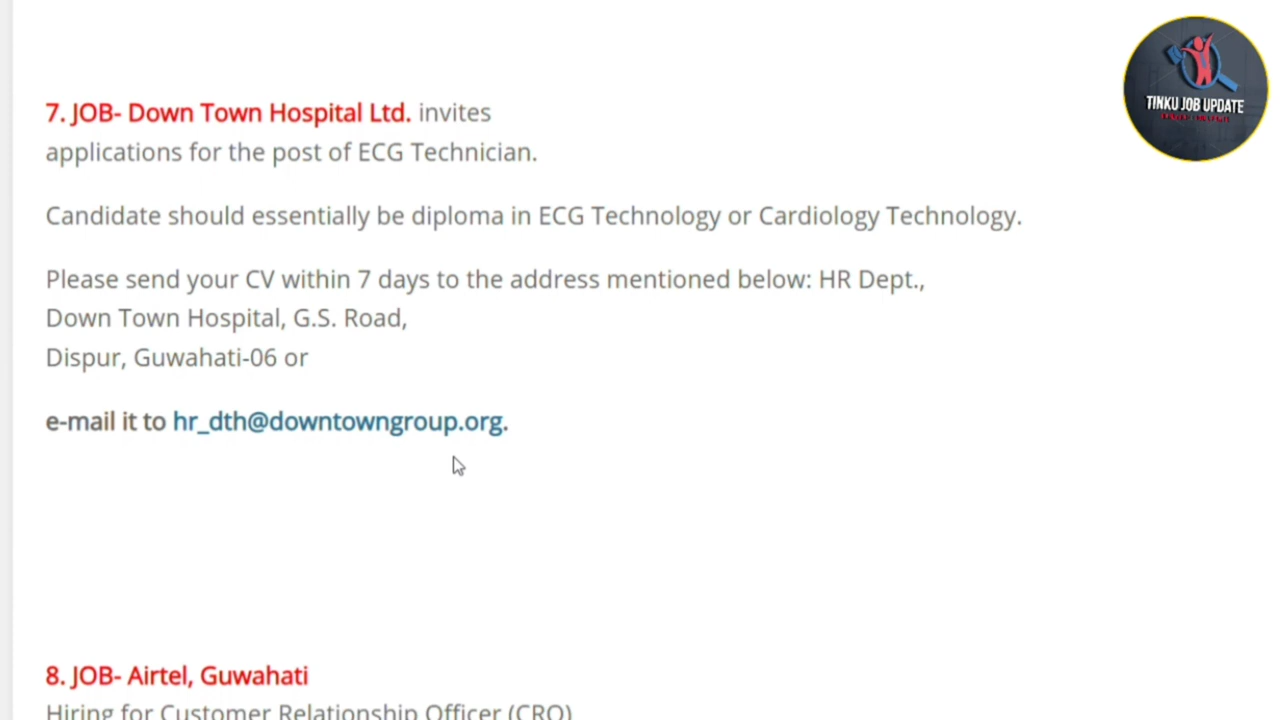 TINKU JOB UPDATE
7. JOB- Down Town Hospital Ltd. invites
applications for the post of ECG Technician.
Candidate should essentially be diploma in ECG Technology or Cardiology Technology.
Please send your CV within 7 days to the address mentioned below: HR Dept.,
Down Town Hospital, G.S. Road,
Dispur, Guwahati-06 or
e-mail it to hr_dth@downtowngroup.org.
8. JOB- Airtel, Guwahati
Hiring for Customer Relationship Officer (CRO)